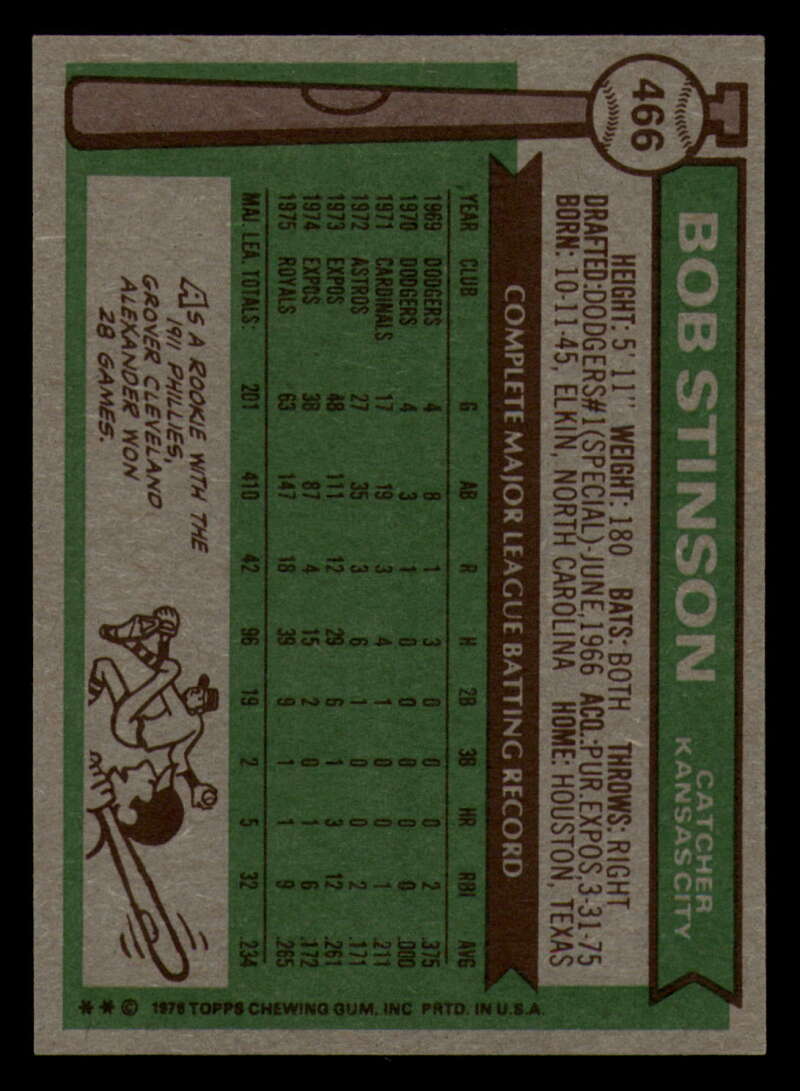 466
BOB STINSON
CATCHER
KANSAS CITY
HEIGHT: 5' 11" WEIGHT: 180 BATS: BOTH THROWS: RIGHT
DRAFTED: DODGERS#1(SPECIAL)-JUNE,1966 ACQ.: PUR. EXPOS, 3-31-75
BORN: 10-11-45, ELKIN, NORTH CAROLINA HOME: HOUSTON, TEXAS
COMPLETE MAJOR LEAGUE BATTING RECORD
YEAR CLUB G AB R H 2B 3B HR RBI AVG
1969 DODGERS 4 8 1 3 0 0 0 2 .375
1970 DODGERS 4 3 1 0 0 0 0 0 .000
1971 CARDINALS 17 19 3 4 1 0 0 1 .211
1972 ASTROS 27 35 3 6 1 0 0 2 .171
1973 EXPOS 48 111 12 29 6 1 3 12 .261
1974 EXPOS 38 87 4 15 2 0 1 6 .172
1975 ROYALS 63 147 18 39 9 1 1 9 .265
MAJ. LEA. TOTALS: 201 410 42 96 19 2 5 32 .234
AS A ROOKIE WITH THE
1911 PHILLIES,
GROVER CLEVELAND
ALEXANDER WON
28 GAMES.
** © 1976 TOPPS CHEWING GUM, INC PRTD. IN U.S.A.